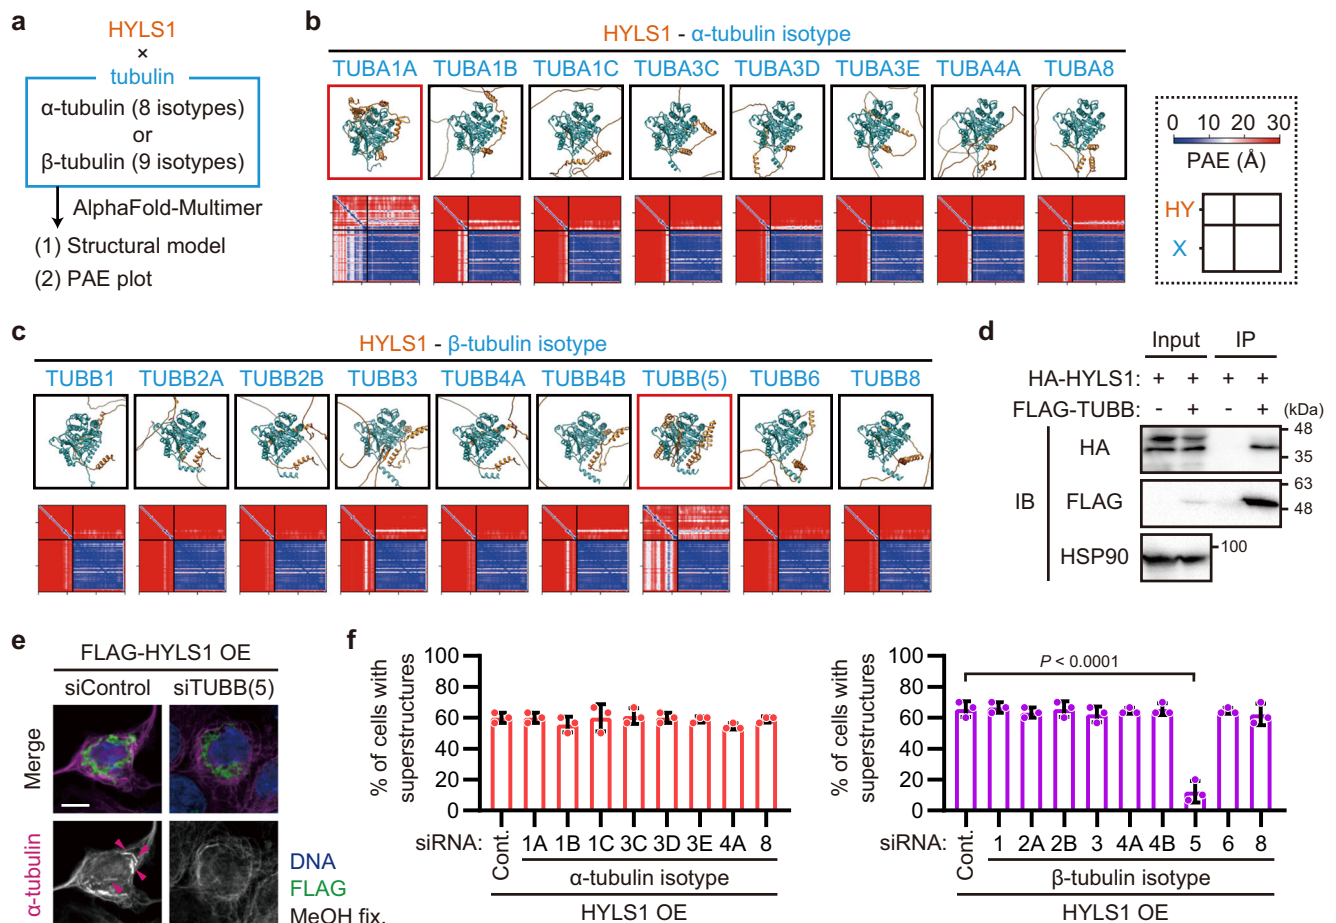 a
HYLS1
×
tubulin
α-tubulin (8 isotypes)
or
β-tubulin (9 isotypes)
AlphaFold-Multimer
(1) Structural model
(2) PAE plot
b
HYLS1 - α-tubulin isotype
TUBA1A TUBA1B TUBA1C TUBA3C TUBA3D TUBA3E TUBA4A TUBA8
0 10 20 30
PAE (Å)
HY
X
c
HYLS1 - β-tubulin isotype
TUBB1 TUBB2A TUBB2B TUBB3 TUBB4A TUBB4B TUBB(5) TUBB6 TUBB8
d
Input IP
HA-HYLS1: + + + +
FLAG-TUBB: - + - + (kDa)
IB
HA
48
35
FLAG
63
48
HSP90
100
e
FLAG-HYLS1 OE
siControl siTUBB(5)
Merge
α-tubulin
DNA
FLAG
MeOH fix.
f
% of cells with
superstructures
100
80
60
40
20
0
siRNA: Cont. 1A 1B 1C 3C 3D 3E 4A 8
α-tubulin isotype
HYLS1 OE
% of cells with
superstructures
100
80
60
40
20
0
P < 0.0001
siRNA: Cont. 1 2A 2B 3 4A 4B 5 6 8
β-tubulin isotype
HYLS1 OE